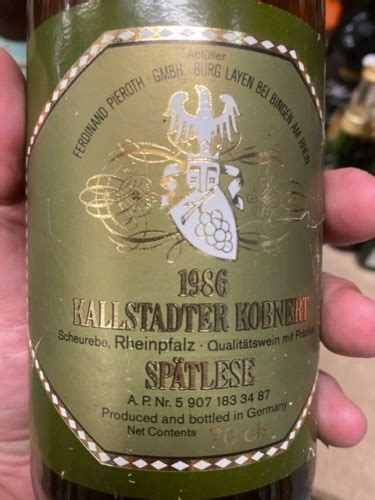 Abfüller
FERDINAND PIEROTH · GMBH · BURG LAYEN BEI BINGEN AM RHEIN
1986
KALLSTADTER KOBNERT
Scheurebe, Rheinpfalz · Qualitätswein mit
SPÄTLESE
A. P. Nr. 5 907 183 34 87
Produced and bottled in Germany
Net Contents